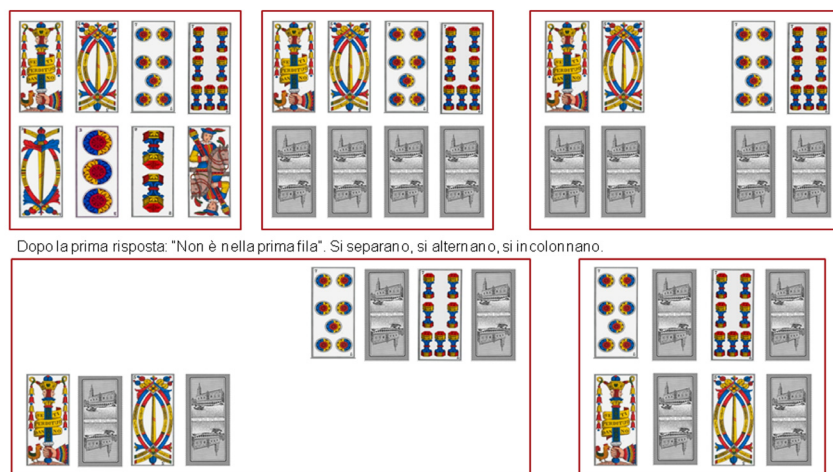 Dopo la prima risposta: "Non è nella prima fila". Si separano, si alternano, si incolonnano.